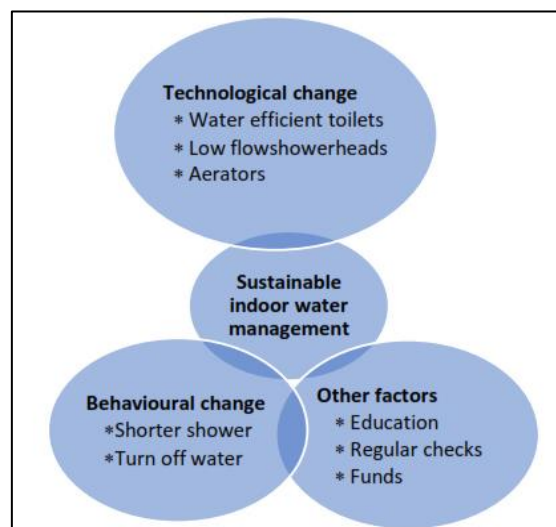 Technological change
* Water efficient toilets
* Low flowshowerheads
* Aerators
Sustainable
indoor water
management
Behavioural change
*Shorter shower
*Turn off water
Other factors
* Education
* Regular checks
* Funds